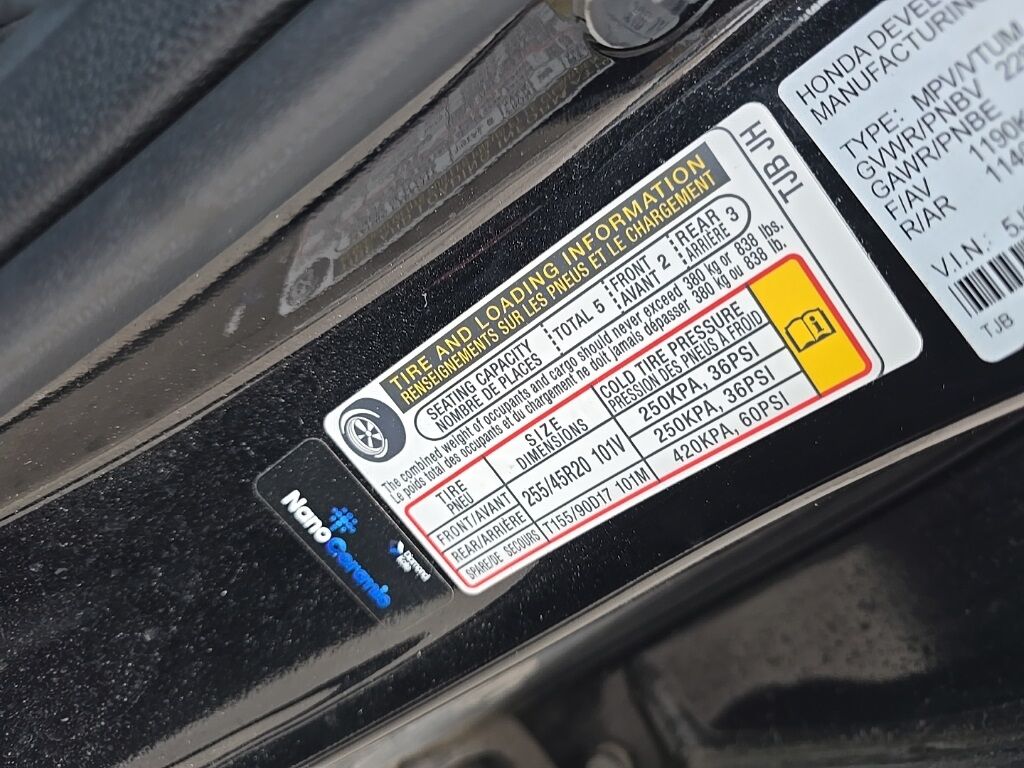 TIRE AND LOADING INFORMATION
RENSEIGNEMENTS SUR LES PNEUS ET LE CHARGEMENT
TJB JH
SEATING CAPACITY
NOMBRE DE PLACES
TOTAL 5
FRONT
AVANT 2
REAR 3
ARRIÈRE
The combined weight of occupants and cargo should never exceed 380 kg or 838 lbs.
Le poids total des occupants et du chargement ne doit jamais dépasser 380 kg ou 838 lb.
TIRE
PNEU
SIZE
DIMENSIONS
COLD TIRE PRESSURE
PRESSION DES PNEUS À FROID
FRONT/AVANT
255/45R20 101V
250KPA, 36PSI
REAR/ARRIÈRE
250KPA, 36PSI
SPARE/DE SECOURS
T155/90D17 101M
420KPA, 60PSI
NanoCeramic
HONDA DEVEL
MANUFACTURING
TYPE: MPV/VTUM
GVWR/PNBV 22
GAWR/PNBE
F/AV 1190K
R/AR 114
V.I.N.: 5J
TJB